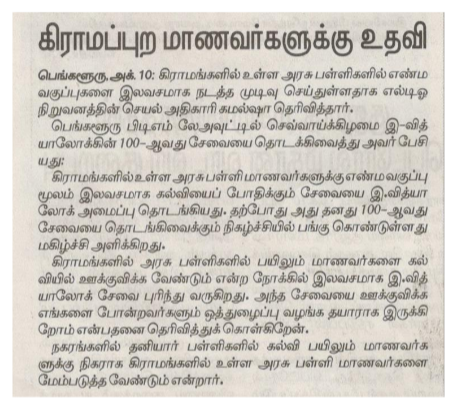 கிராமப்புற மாணவர்களுக்கு உதவி
பெங்களூரு, அக். 10: கிராமங்களில் உள்ள அரசு பள்ளிகளில் எண்ம
வகுப்புகளை இலவசமாக நடத்த முடிவு செய்துள்ளதாக எல்டிஓ
நிறுவனத்தின் செயல் அதிகாரி கமல்ஷா தெரிவித்தார்.
பெங்களூரு பிடிஎம் லேஅவுட்டில் செவ்வாய்க்கிழமை இ-வித்
யாலோக்கின் 100-ஆவது சேவையை தொடக்கிவைத்து அவர் பேசி
யது:
கிராமங்களில் உள்ள அரசு பள்ளி மாணவர்களுக்கு எண்ம வகுப்பு
மூலம் இலவசமாக கல்வியைப் போதிக்கும் சேவையை இ.வித்யா
லோக் அமைப்பு தொடங்கியது. தற்போது அது தனது 100-ஆவது
சேவையை தொடங்கிவைக்கும் நிகழ்ச்சியில் பங்கு கொண்டுள்ளது
மகிழ்ச்சி அளிக்கிறது.
கிராமங்களில் அரசு பள்ளிகளில் பயிலும் மாணவர்களை கல்
வியில் ஊக்குவிக்க வேண்டும் என்ற நோக்கில் இலவசமாக இ.வித்
யாலோக் சேவை புரிந்து வருகிறது. அந்த சேவையை ஊக்குவிக்க
எங்களை போன்றவர்களும் ஒத்துழைப்பு வழங்க தயாராக இருக்கி
றோம் என்பதனை தெரிவித்துக் கொள்கிறேன்.
நகரங்களில் தனியார் பள்ளிகளில் கல்வி பயிலும் மாணவர்க
ளுக்கு நிகராக கிராமங்களில் உள்ள அரசு பள்ளி மாணவர்களை
மேம்படுத்த வேண்டும் என்றார்.